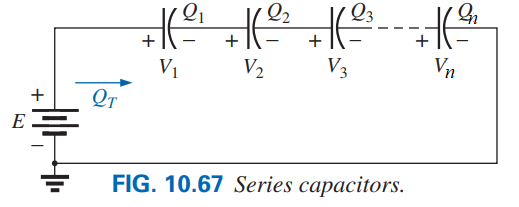 Q1 Q2 Q3 Qn
+ – + – + – + –
V1 V2 V3 Vn
+ QT
E
–
FIG. 10.67 Series capacitors.